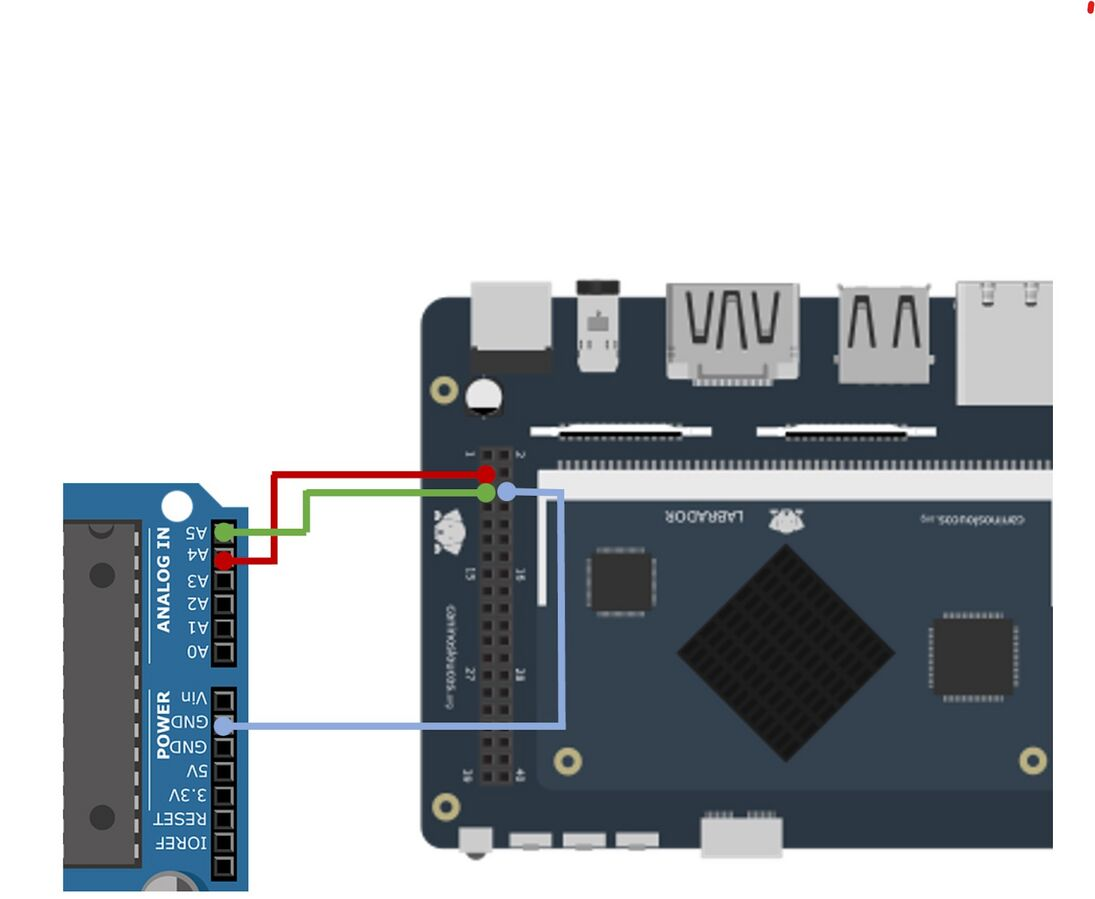 1 2
A5
A4
A3
A2
A1
A0
ANALOG IN
Vin
GND
GND
5V
3.3V
RESET
IOREF
POWER
LABRADOR
caninosloucos.org
15 16
caninosloucos.org
27 28
39 40